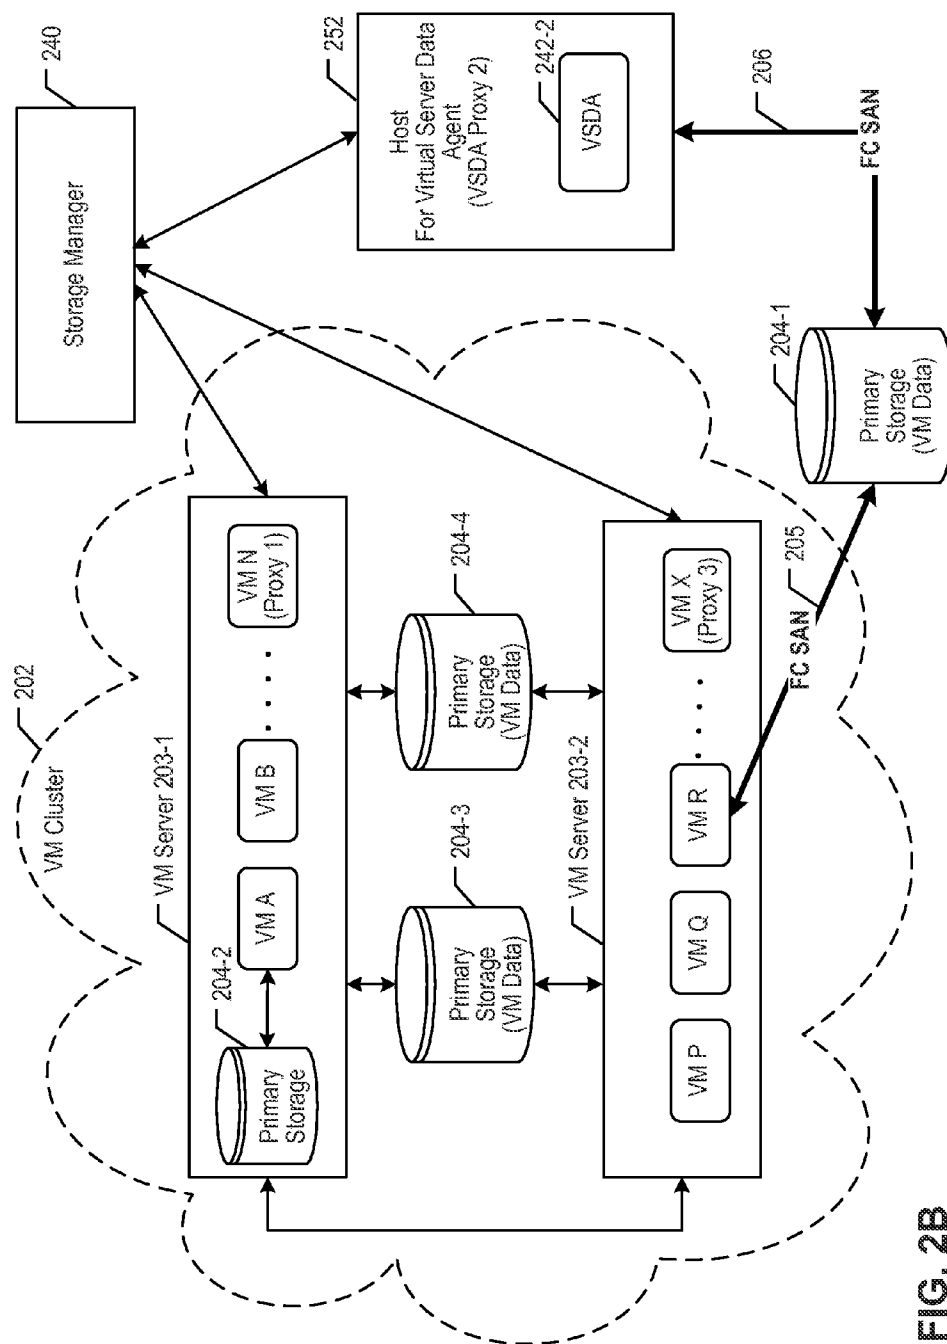 202
VM Cluster
240
Storage Manager
VM Server 203-1
204-2
Primary
Storage
VM A
VM B
. . . .
VM N
(Proxy 1)
252
Host
For Virtual Server Data
Agent
(VSDA Proxy 2)
242-2
VSDA
204-3
Primary
Storage
(VM Data)
204-4
Primary
Storage
(VM Data)
VM Server 203-2
VM P
VM Q
VM R
. . . .
VM X
(Proxy 3)
205
FC SAN
204-1
Primary
Storage
(VM Data)
206
FC SAN
FIG. 2B